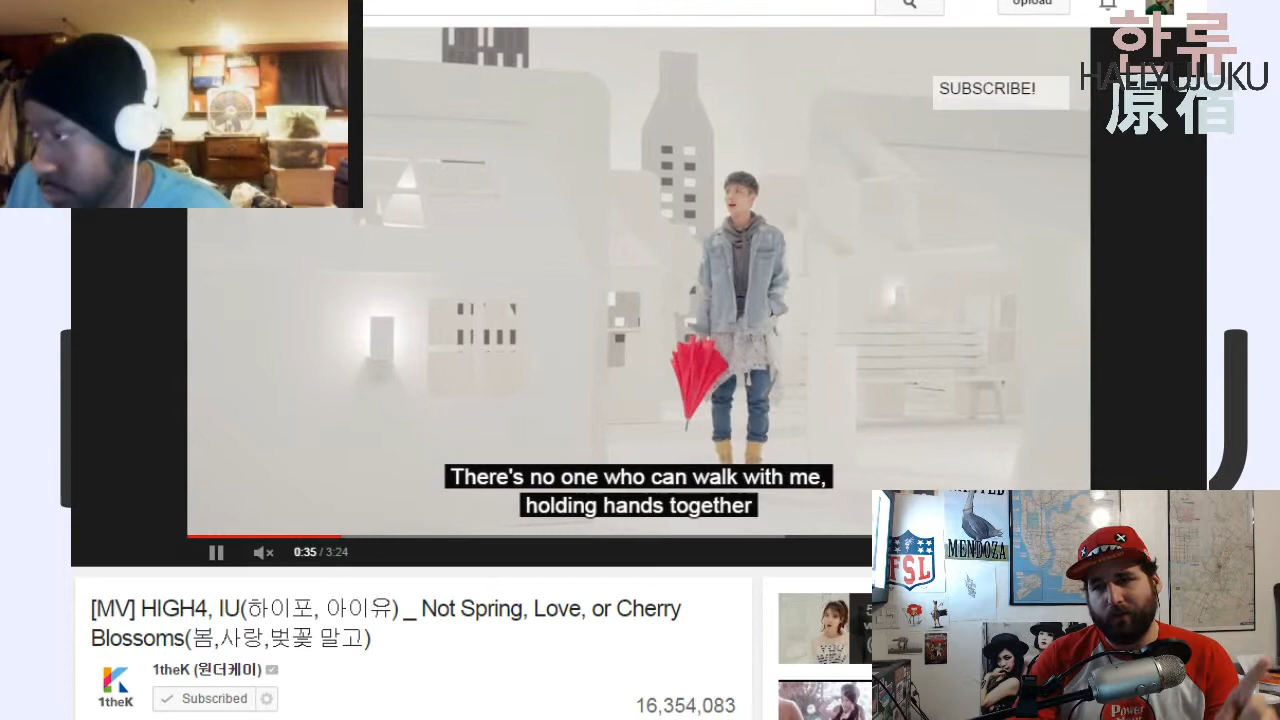 Upload
한류
HALLYUJUKU
原宿
SUBSCRIBE!
There's no one who can walk with me,
holding hands together
0:35 / 3:24
[MV] HIGH4, IU(하이포, 아이유) _ Not Spring, Love, or Cherry
Blossoms(봄,사랑,벚꽃 말고)
1theK (원더케이)
1theK
Subscribed
16,354,083
FSL
MENDOZA
Power